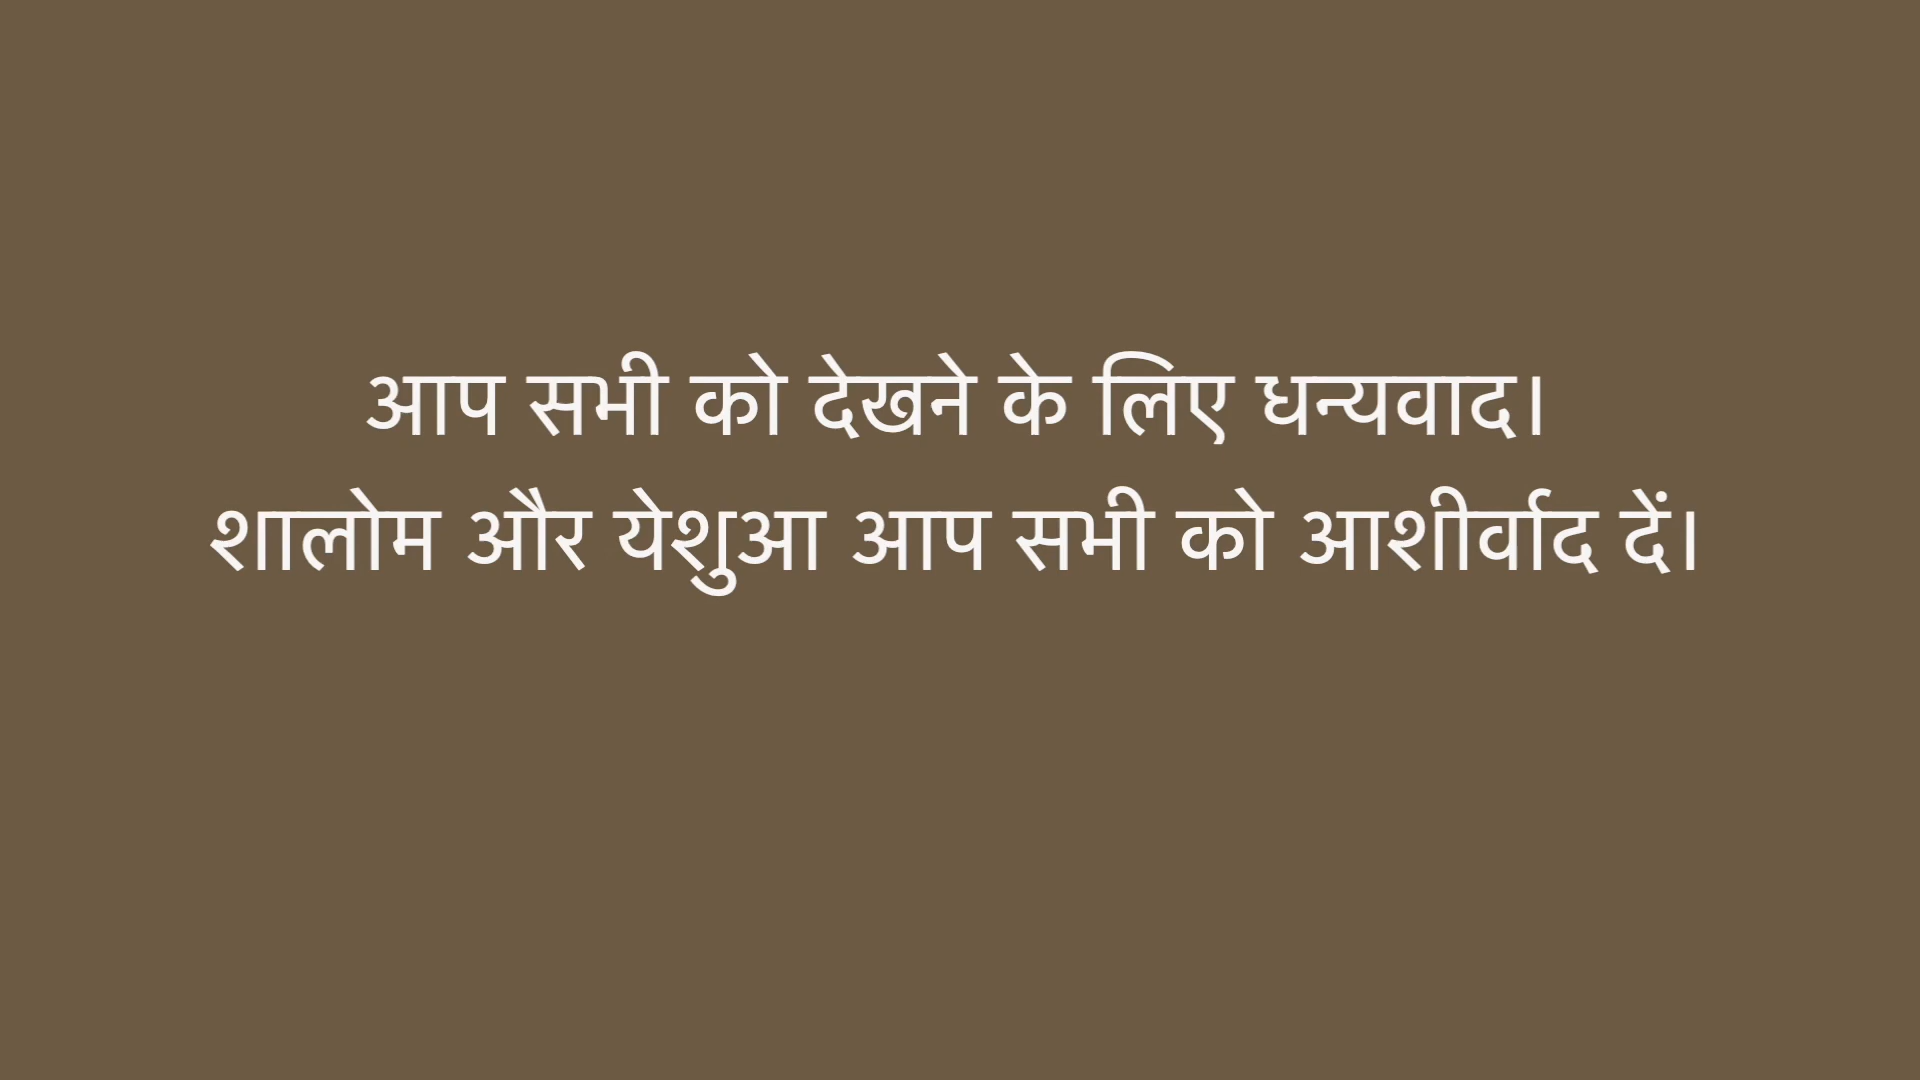 आप सभी को देखने के लिए धन्यवाद।
शालोम और येशुआ आप सभी को आशीर्वाद दें।